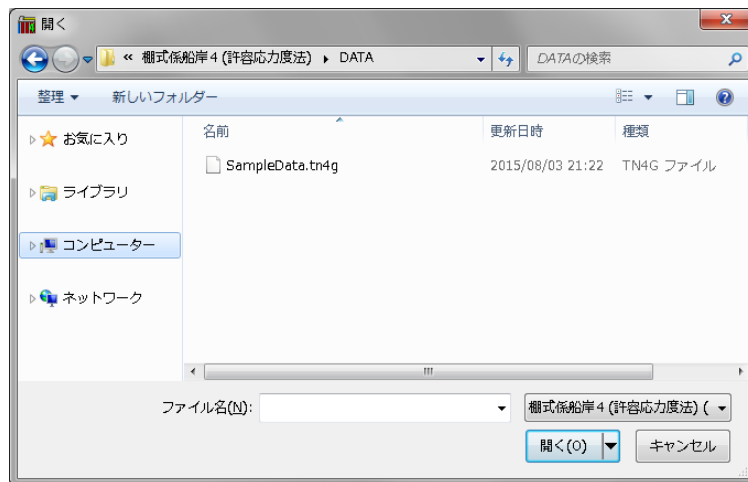 開く
« 棚式係船岸4(許容応力度法) ▸ DATA
DATAの検索
整理 ▼ 新しいフォルダー
名前 更新日時 種類
お気に入り
SampleData.tn4g 2015/08/03 21:22 TN4G ファイル
ライブラリ
コンピューター
ネットワーク
ファイル名(N): 棚式係船岸4(許容応力度法) (
開く(O) キャンセル